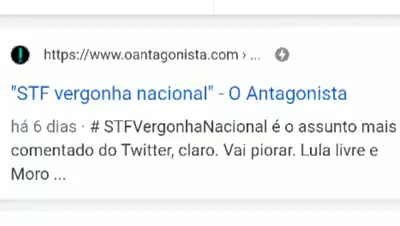 https://www.oantagonista.com › ...
"STF vergonha nacional" - O Antagonista
há 6 dias · # STFVergonhaNacional é o assunto mais
comentado do Twitter, claro. Vai piorar. Lula livre e
Moro ...